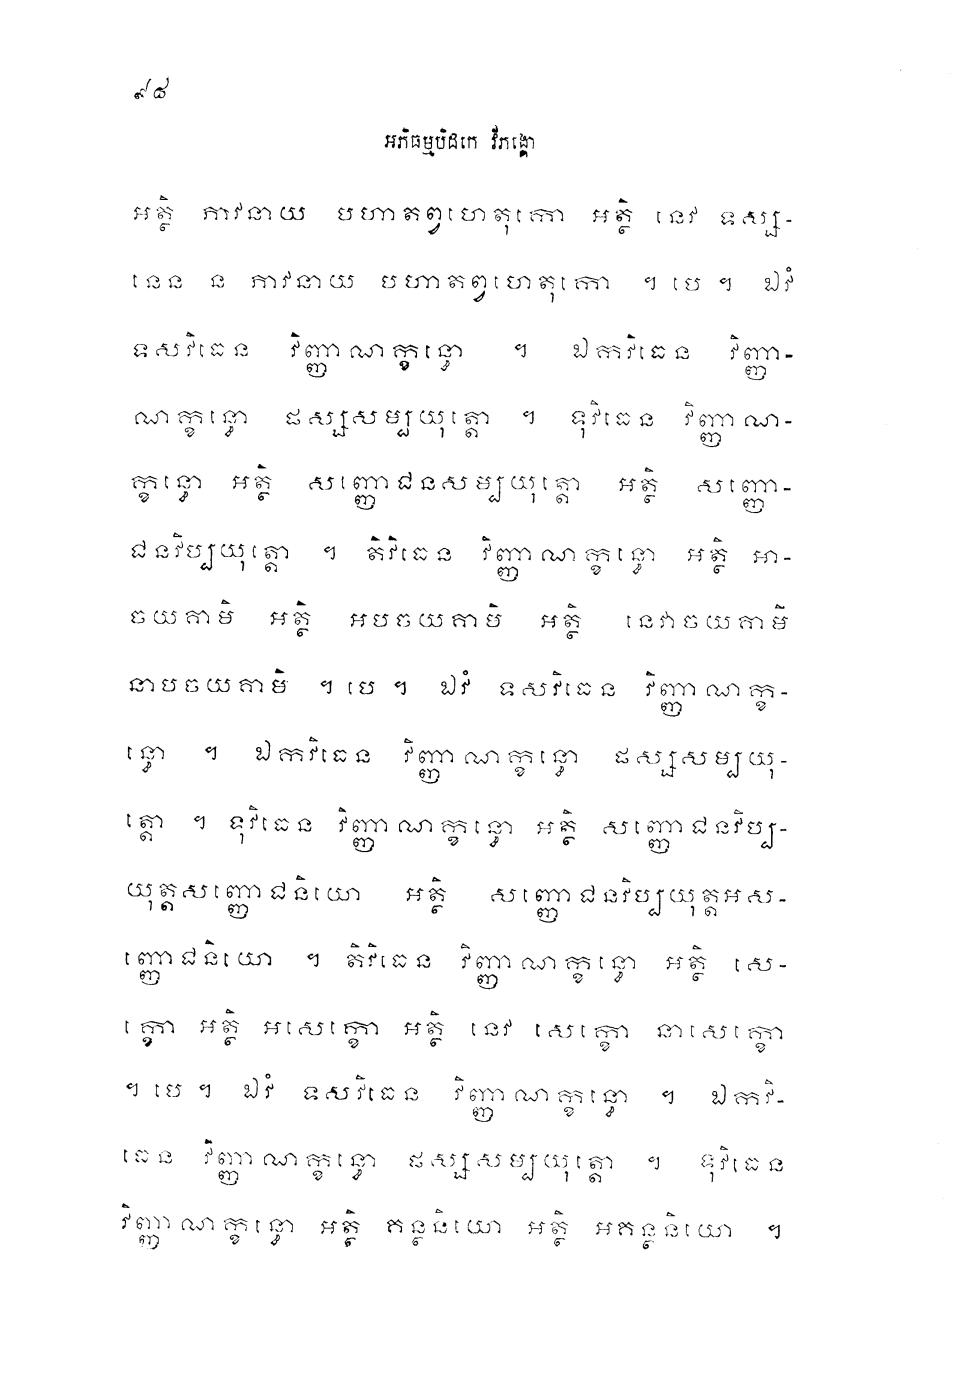 ៩៨
អភិធម្មបិដកេ វិភង្គោ
អត្ថិ ភាវនាយ បហាតព្វហេតុកោ អត្ថិ នេវ ទស្ស-
នេន ន ភាវនាយ បហាតព្វហេតុកោ ។ បេ ។ ឯវំ
ទសវិធេន វិញ្ញាណក្ខន្ធោ ។ ឯកវិធេន វិញ្ញា-
ណក្ខន្ធោ ផស្សសម្បយុត្តោ ។ ទុវិធេន វិញ្ញាណ-
ក្ខន្ធោ អត្ថិ សញ្ញោជនសម្បយុត្តោ អត្ថិ សញ្ញោ-
ជនវិប្បយុត្តោ ។ តិវិធេន វិញ្ញាណក្ខន្ធោ អត្ថិ អា-
ចយគាមិ អត្ថិ អបចយគាមិ អត្ថិ នេវាចយគាមិ
នាបចយគាមិ ។ បេ ។ ឯវំ ទសវិធេន វិញ្ញាណក្ខ-
ន្ធោ ។ ឯកវិធេន វិញ្ញាណក្ខន្ធោ ផស្សសម្បយុ-
ត្តោ ។ ទុវិធេន វិញ្ញាណក្ខន្ធោ អត្ថិ សញ្ញោជនវិប្ប-
យុត្តសញ្ញោជនិយោ អត្ថិ សញ្ញោជនវិប្បយុត្តអស-
ញ្ញោជនិយោ ។ តិវិធេន វិញ្ញាណក្ខន្ធោ អត្ថិ សេ-
ក្ខោ អត្ថិ អសេក្ខោ អត្ថិ នេវ សេក្ខោ នាសេក្ខោ
។ បេ ។ ឯវំ ទសវិធេន វិញ្ញាណក្ខន្ធោ ។ ឯកវិ-
ធេន វិញ្ញាណក្ខន្ធោ ផស្សសម្បយុត្តោ ។ ទុវិធេន
វិញ្ញាណក្ខន្ធោ អត្ថិ គន្ថនិយោ អត្ថិ អគន្ថនិយោ ។